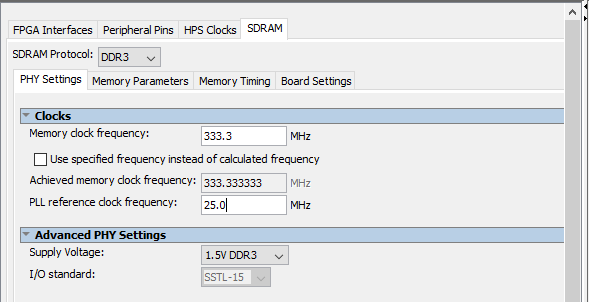 FPGA Interfaces Peripheral Pins HPS Clocks SDRAM
SDRAM Protocol: DDR3
PHY Settings Memory Parameters Memory Timing Board Settings
Clocks
Memory clock frequency: 333.3 MHz
Use specified frequency instead of calculated frequency
Achieved memory clock frequency: 333.333333 MHz
PLL reference clock frequency: 25.0 MHz
Advanced PHY Settings
Supply Voltage: 1.5V DDR3
I/O standard: SSTL-15